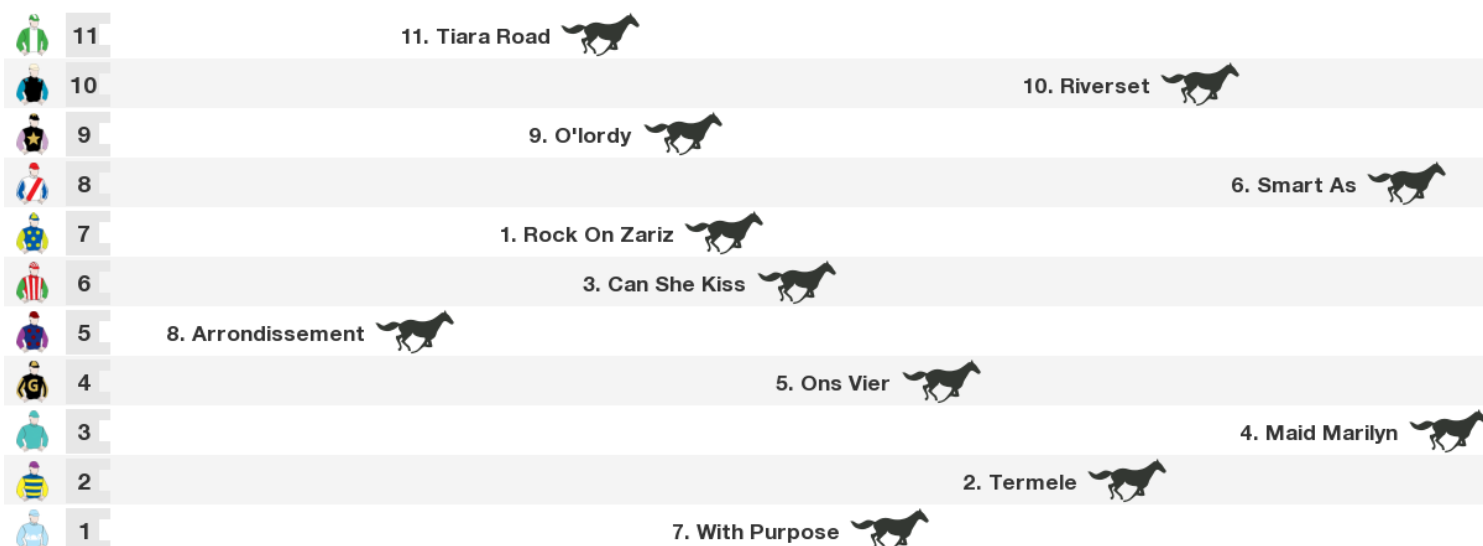 11 11. Tiara Road
10 10. Riverset
9 9. O'lordy
8 6. Smart As
7 1. Rock On Zariz
6 3. Can She Kiss
5 8. Arrondissement
G 4 5. Ons Vier
3 4. Maid Marilyn
2 2. Termele
1 7. With Purpose